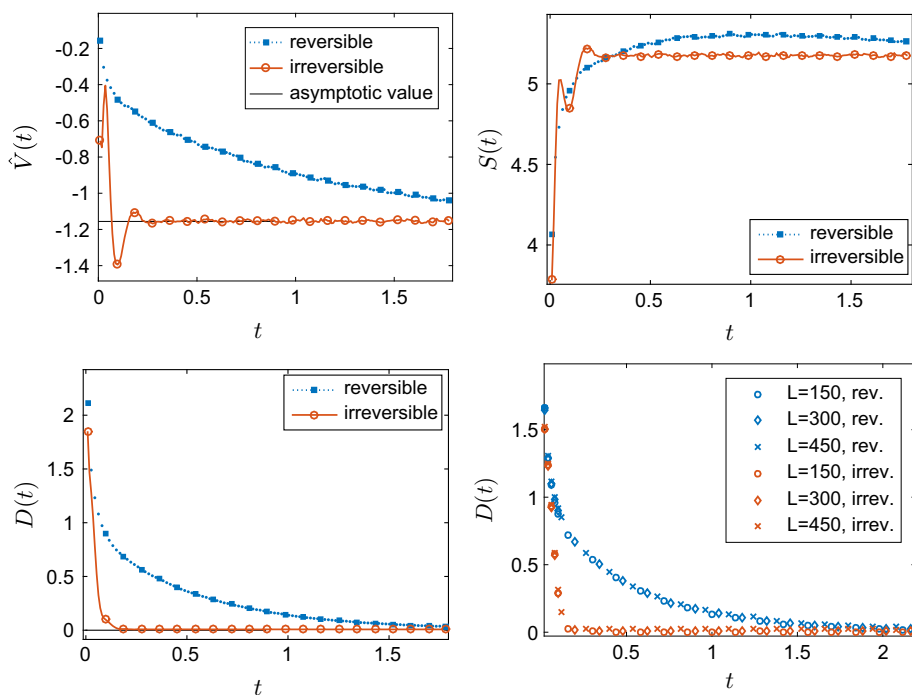 -0.2
-0.4
-0.6
-0.8
-1
-1.2
-1.4
0
0.5
1
1.5
V̂(t)
t
reversible
irreversible
asymptotic value
5
4.5
4
0
0.5
1
1.5
S(t)
t
reversible
irreversible
2
1.5
1
0.5
0
0
0.5
1
1.5
D(t)
t
reversible
irreversible
1.5
1
0.5
0
0.5
1
1.5
2
D(t)
t
L=150, rev.
L=300, rev.
L=450, rev.
L=150, irrev.
L=300, irrev.
L=450, irrev.